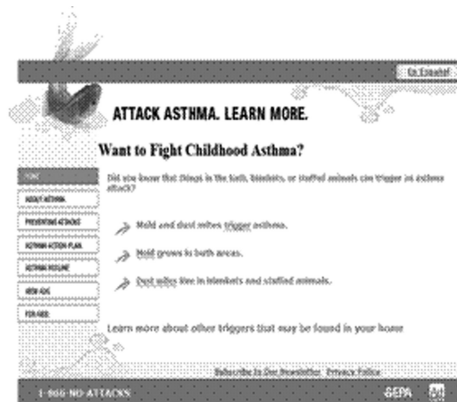 En Español
ATTACK ASTHMA. LEARN MORE.
Want to Fight Childhood Asthma?
HOME
Did you know that things in the bath, blankets, or stuffed animals can trigger an asthma
attack?
ABOUT ASTHMA
PREVENTING ATTACKS
ASTHMA ACTION PLAN
ASTHMA HOTLINE
VIEW ADS
FOR KIDS
Mold and dust mites trigger asthma.
Mold grows in bath areas.
Dust mites live in blankets and stuffed animals.
Learn more about other triggers that may be found in your home
Subscribe to Our Newsletter Privacy Policy
1-866-NO-ATTACKS
EPA